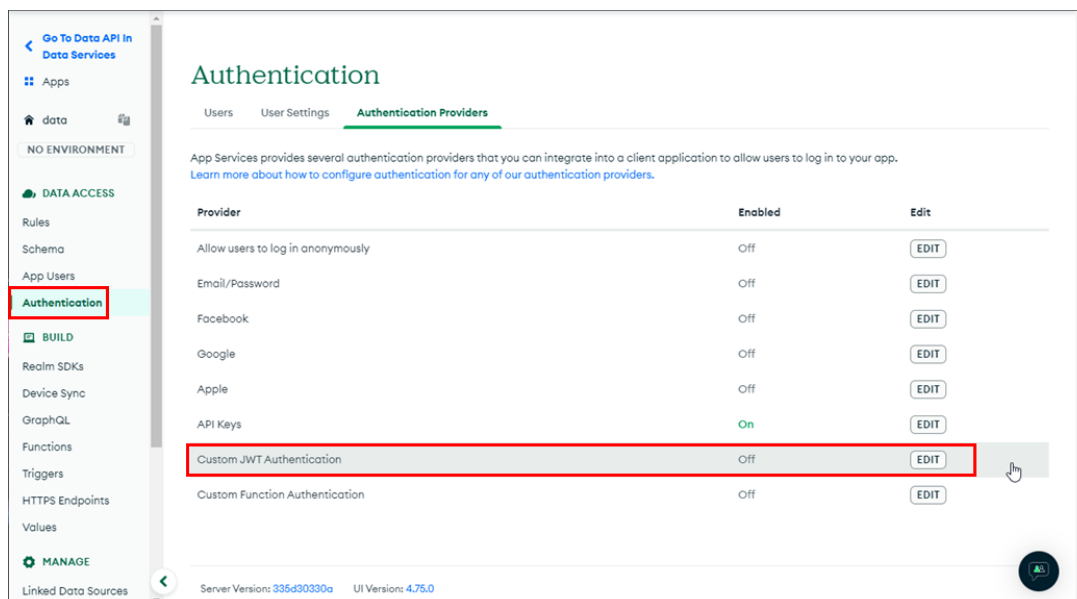 Go To Data API In
Data Services
Apps
data
NO ENVIRONMENT
DATA ACCESS
Rules
Schema
App Users
Authentication
BUILD
Realm SDKs
Device Sync
GraphQL
Functions
Triggers
HTTPS Endpoints
Values
MANAGE
Linked Data Sources
Authentication
Users User Settings Authentication Providers
App Services provides several authentication providers that you can integrate into a client application to allow users to log in to your app.
Learn more about how to configure authentication for any of our authentication providers.
Provider Enabled Edit
Allow users to log in anonymously Off EDIT
Email/Password Off EDIT
Facebook Off EDIT
Google Off EDIT
Apple Off EDIT
API Keys On EDIT
Custom JWT Authentication Off EDIT
Custom Function Authentication Off EDIT
Server Version: 335d30330a UI Version: 4.75.0